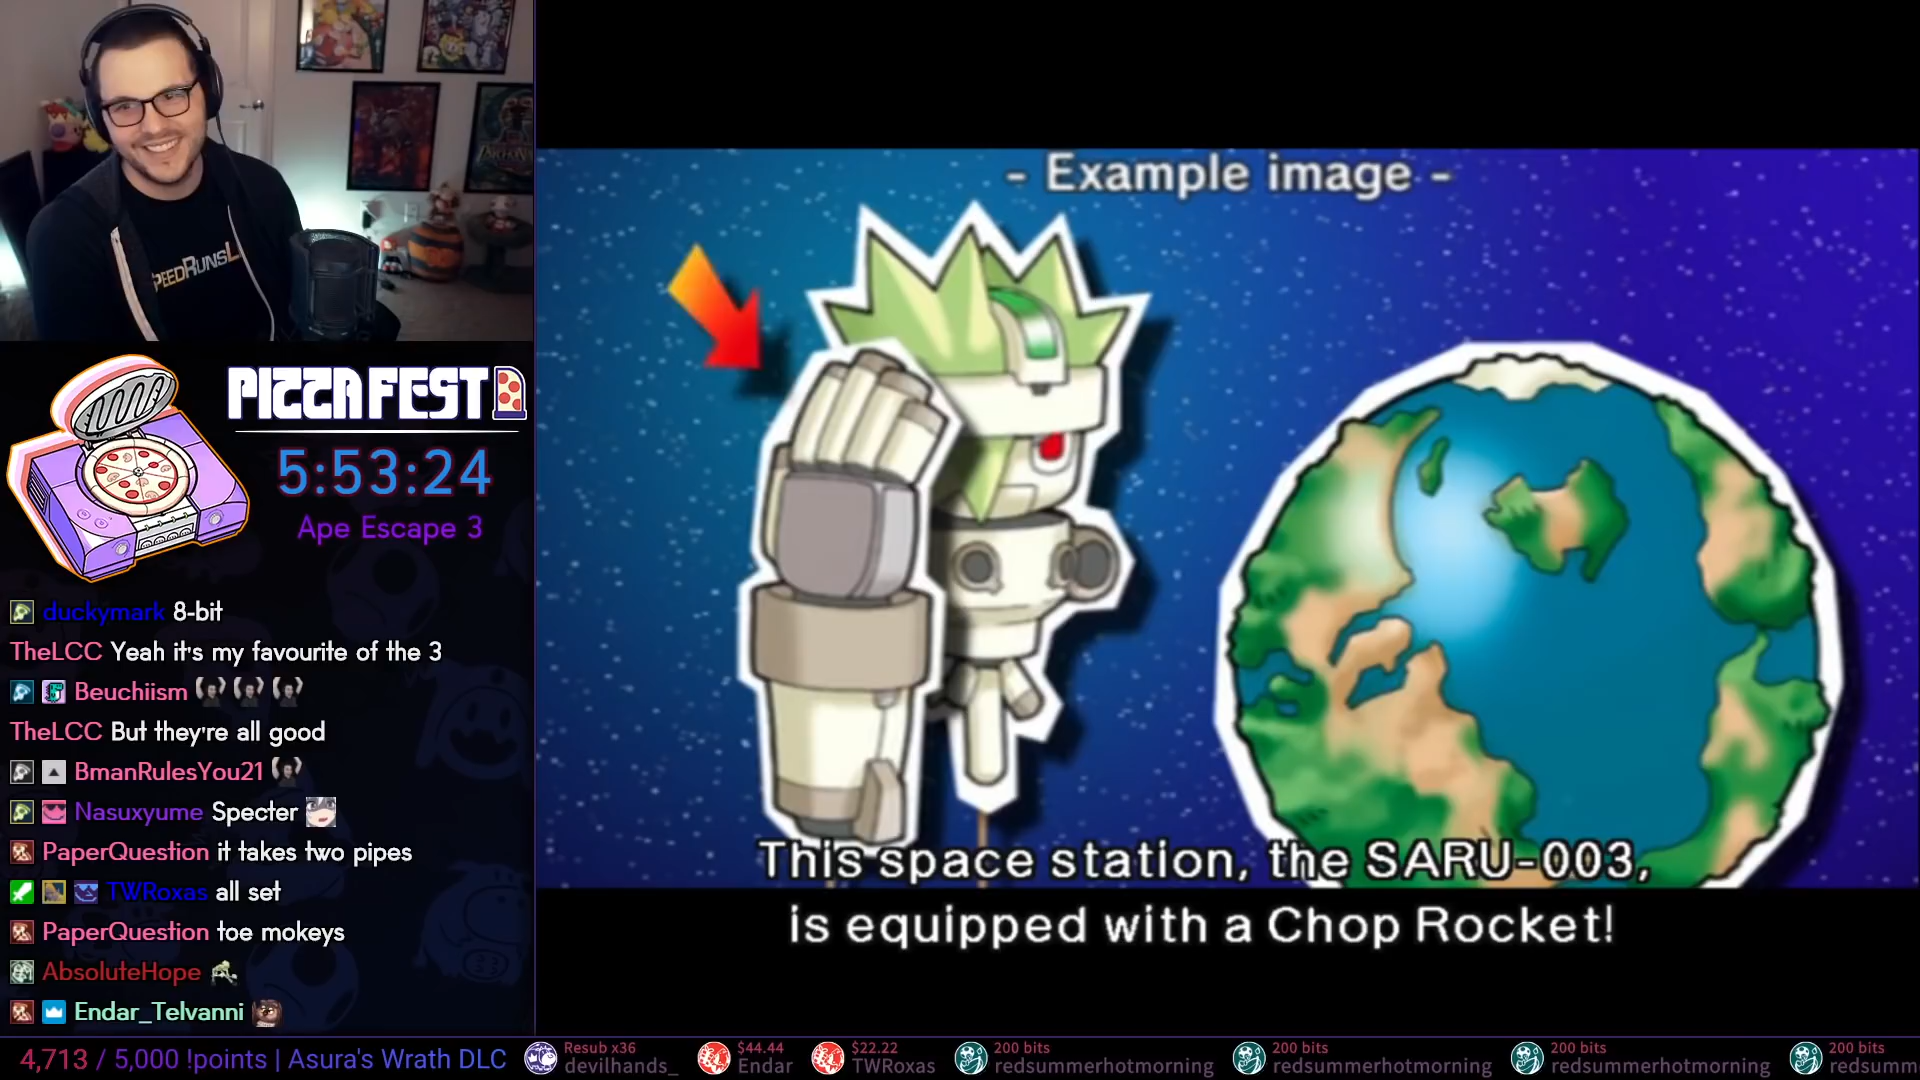 SPEEDRUNSL
PIZZA FEST
5:53:24
Ape Escape 3
duckymark 8-bit
TheLCC Yeah it's my favourite of the 3
Beuchiism
TheLCC But they're all good
BmanRulesYou21
Nasuxyume Specter
PaperQuestion it takes two pipes
TWRoxas all set
PaperQuestion toe mokeys
AbsoluteHope
Endar_Telvanni
- Example image -
This space station, the SARU-003,
is equipped with a Chop Rocket!
4,713 / 5,000 !points | Asura's Wrath DLC
Resub x36
devilhands_
$44.44
Endar
$22.22
TWRoxas
200 bits
redsummerhotmorning
200 bits
redsummerhotmorning
200 bits
redsummerhotmorning
200 bits
redsumm